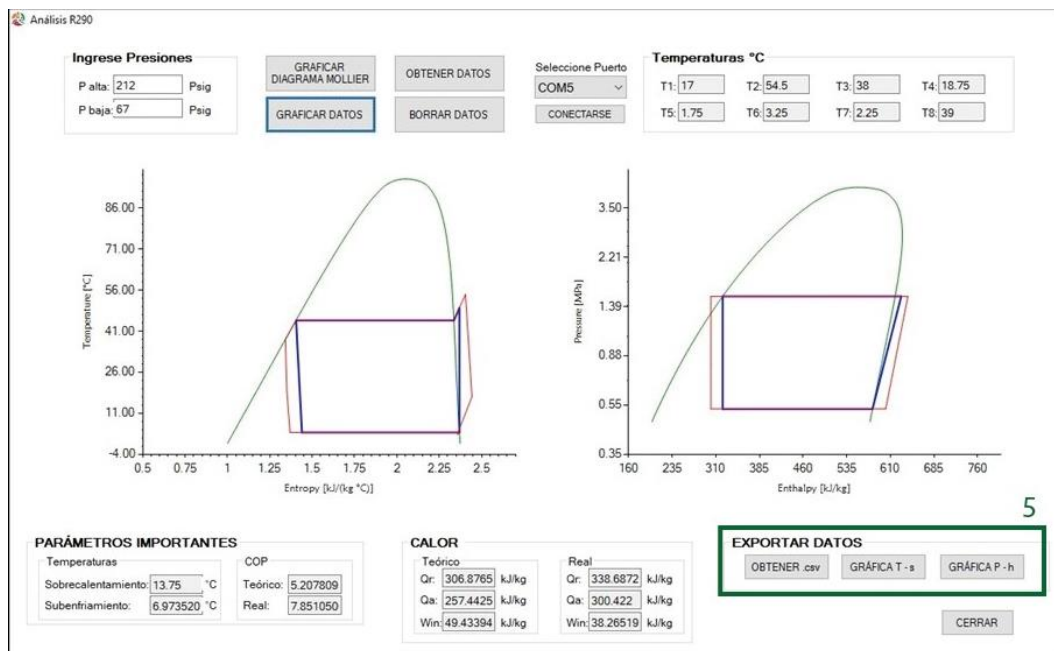 Análisis R290
Ingrese Presiones
P alta: 212 Psig
P baja: 67 Psig
GRAFICAR
DIAGRAMA MOLLIER
OBTENER DATOS
GRAFICAR DATOS
BORRAR DATOS
Seleccione Puerto
COM5
CONECTARSE
Temperaturas °C
T1: 17 T2: 54.5 T3: 38 T4: 18.75
T5: 1.75 T6: 3.25 T7: 2.25 T8: 39
Temperature [°C]
86.00
71.00
56.00
41.00
26.00
11.00
-4.00
0.5 0.75 1 1.25 1.5 1.75 2 2.25 2.5
Entropy [kJ/(kg °C)]
Pressure [MPa]
3.50
2.21
1.39
0.88
0.55
0.35
160 235 310 385 460 535 610 685 760
Enthalpy [kJ/kg]
5
PARÁMETROS IMPORTANTES
Temperaturas
Sobrecalentamiento: 13.75 °C
Subenfriamiento: 6.973520 °C
COP
Teórico: 5.207809
Real: 7.851050
CALOR
Teórico
Qr: 306.8765 kJ/kg
Qa: 257.4425 kJ/kg
Win: 49.43394 kJ/kg
Real
Qr: 338.6872 kJ/kg
Qa: 300.422 kJ/kg
Win: 38.26519 kJ/kg
EXPORTAR DATOS
OBTENER .csv
GRÁFICA T - s
GRÁFICA P - h
CERRAR